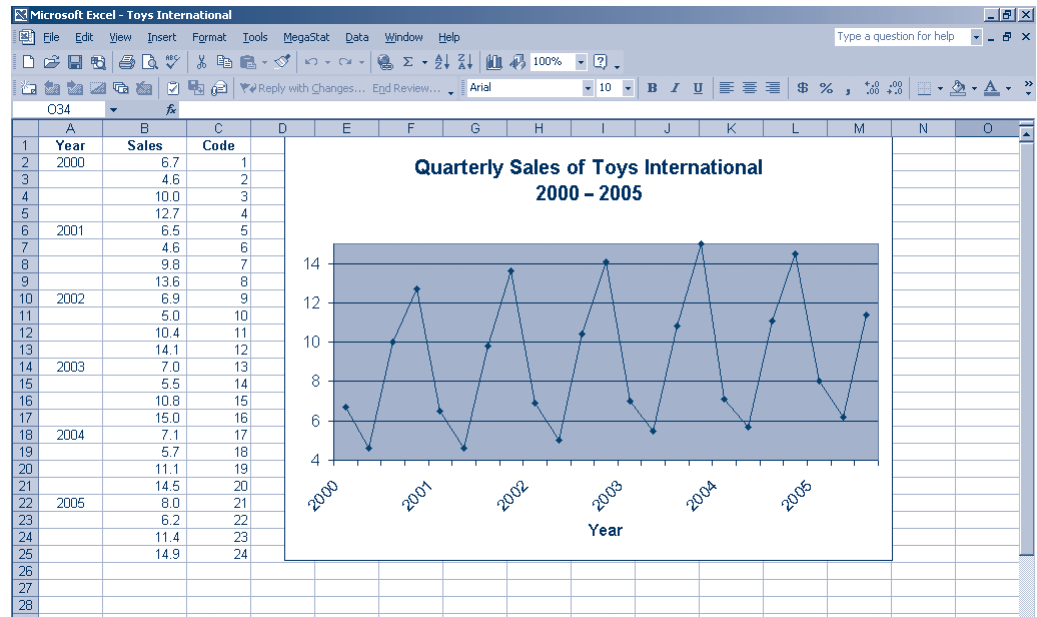 Microsoft Excel - Toys International
File Edit View Insert Format Tools MegaStat Data Window Help
Type a question for help
100%
Reply with Changes... End Review...
Arial 10 B I U $ % ,
O34 fx
A B C D E F G H I J K L M N O
1 Year Sales Code
2 2000 6.7 1
3 4.6 2
4 10.0 3
5 12.7 4
6 2001 6.5 5
7 4.6 6
8 9.8 7
9 13.6 8
10 2002 6.9 9
11 5.0 10
12 10.4 11
13 14.1 12
14 2003 7.0 13
15 5.5 14
16 10.8 15
17 15.0 16
18 2004 7.1 17
19 5.7 18
20 11.1 19
21 14.5 20
22 2005 8.0 21
23 6.2 22
24 11.4 23
25 14.9 24
26
27
28
Quarterly Sales of Toys International
2000 – 2005
14
12
10
8
6
4
2000 2001 2002 2003 2004 2005
Year